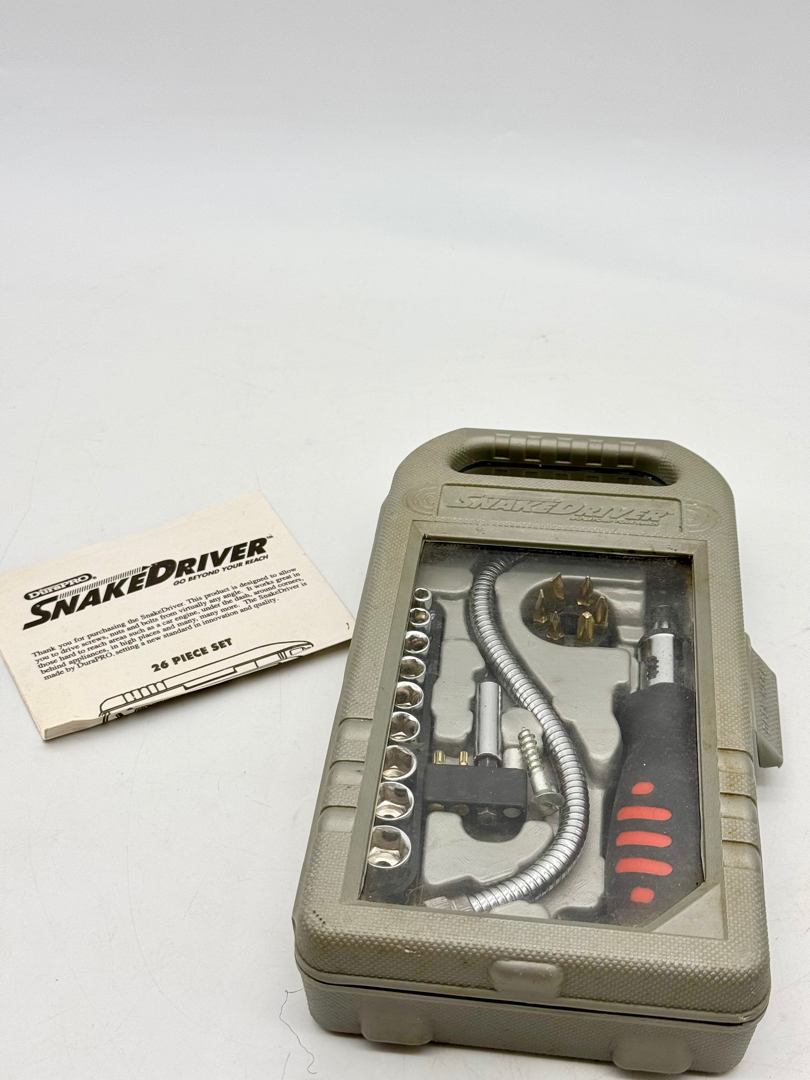 DuraPRO®
SNAKEDRIVER™
GO BEYOND YOUR REACH
Thank you for purchasing the SnakeDriver. This product is designed to allow
you to drive screws, nuts and bolts from virtually any angle. It works great in
those hard to reach areas such as a car engine, under the dash, around corners,
behind appliances, in high places and many, many more. The SnakeDriver is
made by DuraPRO, setting a new standard in innovation and quality.
26 PIECE SET
SNAKEDRIVER